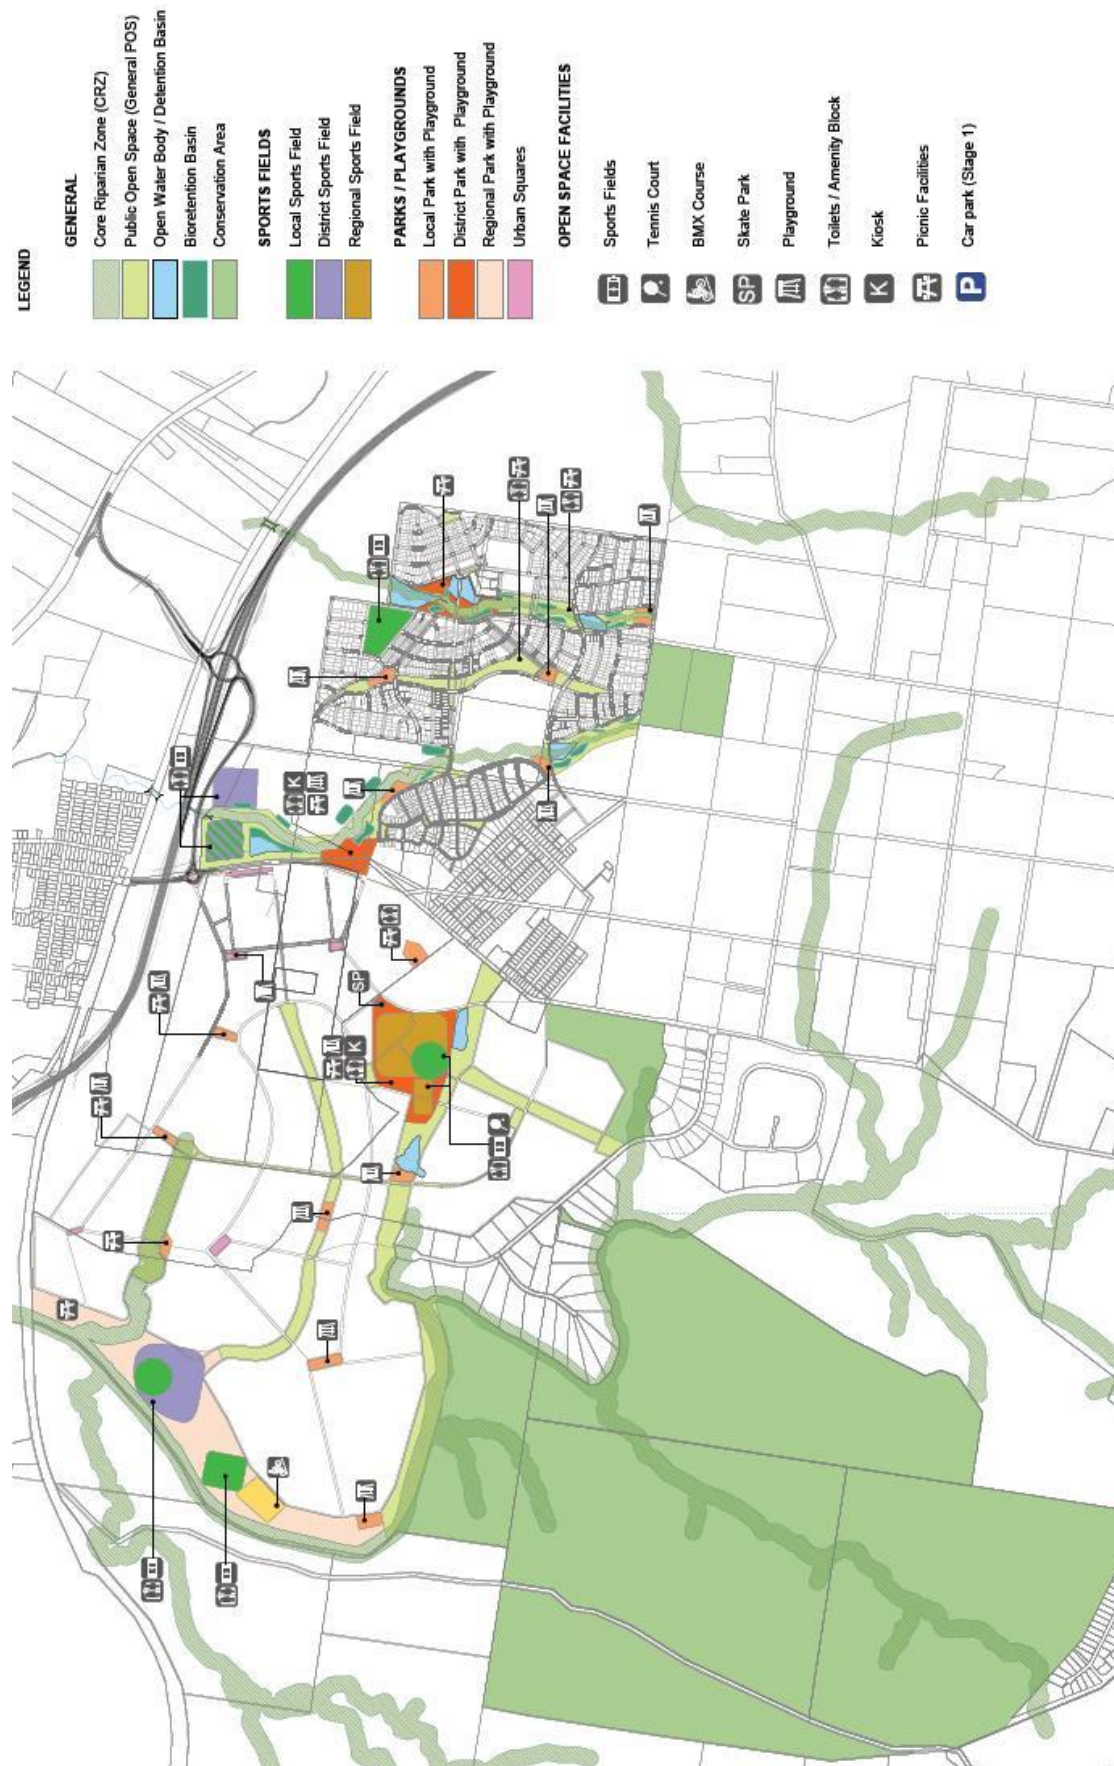 LEGEND
GENERAL
Core Riparian Zone (CRZ)
Public Open Space (General POS)
Open Water Body / Detention Basin
Bioretention Basin
Conservation Area
SPORTS FIELDS
Local Sports Field
District Sports Field
Regional Sports Field
PARKS / PLAYGROUNDS
Local Park with Playground
District Park with Playground
Regional Park with Playground
Urban Squares
OPEN SPACE FACILITIES
Sports Fields
Tennis Court
BMX Course
SP Skate Park
Playground
Toilets / Amenity Block
K Kiosk
Picnic Facilities
P Car park (Stage 1)
K
SP
K